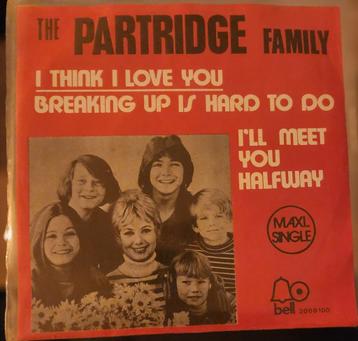 THE PARTRIDGE FAMILY
I THINK I LOVE YOU
BREAKING UP IS HARD TO DO
I'LL MEET
YOU
HALFWAY
MAXI
SINGLE
bell
2008100